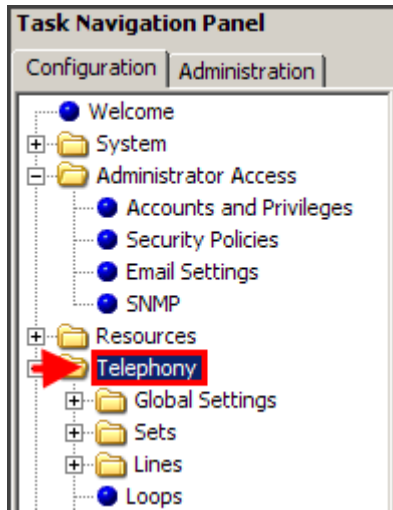 Task Navigation Panel
Configuration Administration
Welcome
System
Administrator Access
Accounts and Privileges
Security Policies
Email Settings
SNMP
Resources
Telephony
Global Settings
Sets
Lines
Loops